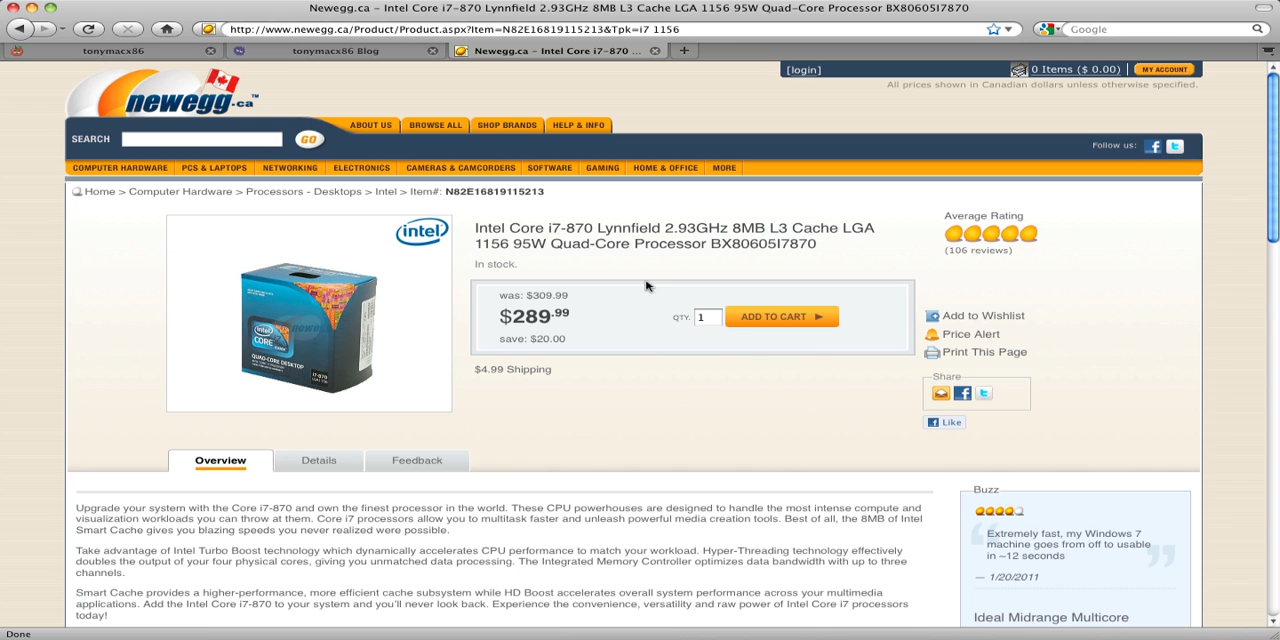 Newegg.ca - Intel Core i7-870 Lynnfield 2.93GHz 8MB L3 Cache LGA 1156 95W Quad-Core Processor BX80605I7870
http://www.newegg.ca/Product/Product.aspx?Item=N82E16819115213&Tpk=i7 1156
Google
tonymacx86
tonymacx86 Blog
Newegg.ca - Intel Core i7-870 ...
[login]
0 Items ($ 0.00)
MY ACCOUNT
All prices shown in Canadian dollars unless otherwise specified.
newegg.ca™
ABOUT US
BROWSE ALL
SHOP BRANDS
HELP & INFO
SEARCH
GO
Follow us:
COMPUTER HARDWARE
PCS & LAPTOPS
NETWORKING
ELECTRONICS
CAMERAS & CAMCORDERS
SOFTWARE
GAMING
HOME & OFFICE
MORE
Home > Computer Hardware > Processors - Desktops > Intel > Item#: N82E16819115213
intel
Intel Core i7-870 Lynnfield 2.93GHz 8MB L3 Cache LGA
1156 95W Quad-Core Processor BX80605I7870
In stock.
Average Rating
(106 reviews)
was: $309.99
$289.99
save: $20.00
QTY. 1
ADD TO CART
$4.99 Shipping
Add to Wishlist
Price Alert
Print This Page
Share
Like
intel
CORE
QUAD-CORE DESKTOP
i7-870
Overview
Details
Feedback
Upgrade your system with the Core i7-870 and own the finest processor in the world. These CPU powerhouses are designed to handle the most intense compute and
visualization workloads you can throw at them. Core i7 processors allow you to multitask faster and unleash powerful media creation tools. Best of all, the 8MB of Intel
Smart Cache gives you blazing speeds you never realized were possible.
Take advantage of Intel Turbo Boost technology which dynamically accelerates CPU performance to match your workload. Hyper-Threading technology effectively
doubles the output of your four physical cores, giving you unmatched data processing. The Integrated Memory Controller optimizes data bandwidth with up to three
channels.
Smart Cache provides a higher-performance, more efficient cache subsystem while HD Boost accelerates overall system performance across your multimedia
applications. Add the Intel Core i7-870 to your system and you'll never look back. Experience the convenience, versatility and raw power of Intel Core i7 processors
today!
Buzz
Extremely fast, my Windows 7
machine goes from off to usable
in ~12 seconds
— 1/20/2011
Ideal Midrange Multicore
Done